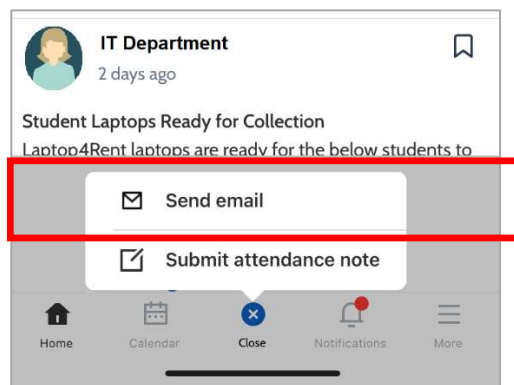 IT Department
2 days ago
Student Laptops Ready for Collection
Laptop4Rent laptops are ready for the below students to
Send email
Submit attendance note
Home Calendar Close Notifications More